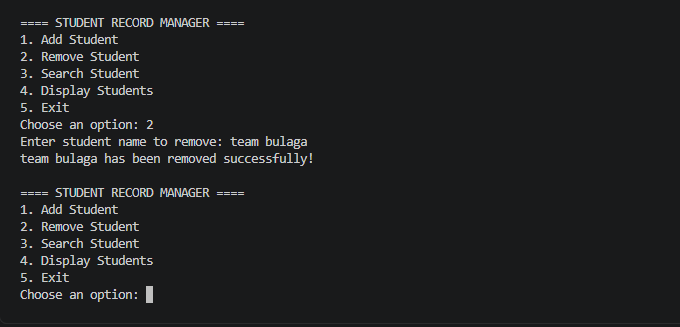 ==== STUDENT RECORD MANAGER ====
1. Add Student
2. Remove Student
3. Search Student
4. Display Students
5. Exit
Choose an option: 2
Enter student name to remove: team bulaga
team bulaga has been removed successfully!

==== STUDENT RECORD MANAGER ====
1. Add Student
2. Remove Student
3. Search Student
4. Display Students
5. Exit
Choose an option: